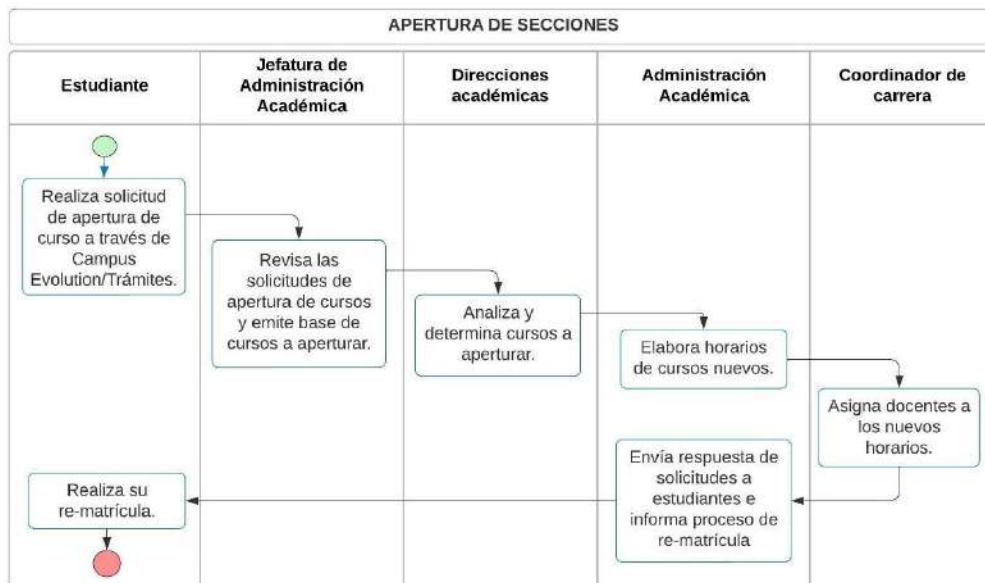 APERTURA DE SECCIONES
Estudiante
Jefatura de
Administración
Académica
Direcciones
académicas
Administración
Académica
Coordinador de
carrera
Realiza solicitud
de apertura de
curso a través de
Campus
Evolution/Trámites.
Revisa las
solicitudes de
apertura de cursos
y emite base de
cursos a aperturar.
Analiza y
determina cursos a
aperturar.
Elabora horarios
de cursos nuevos.
Asigna docentes a
los nuevos
horarios.
Envía respuesta de
solicitudes a
estudiantes e
informa proceso de
re-matrícula
Realiza su
re-matrícula.